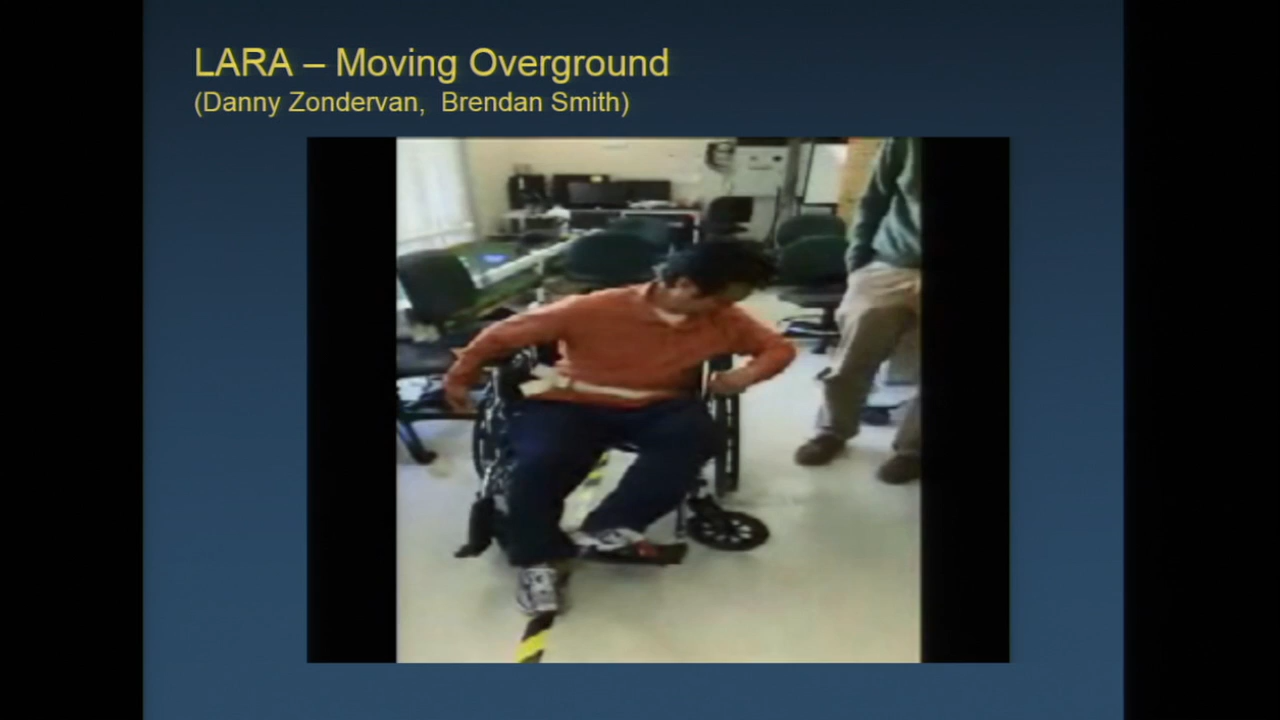 LARA – Moving Overground
(Danny Zondervan, Brendan Smith)